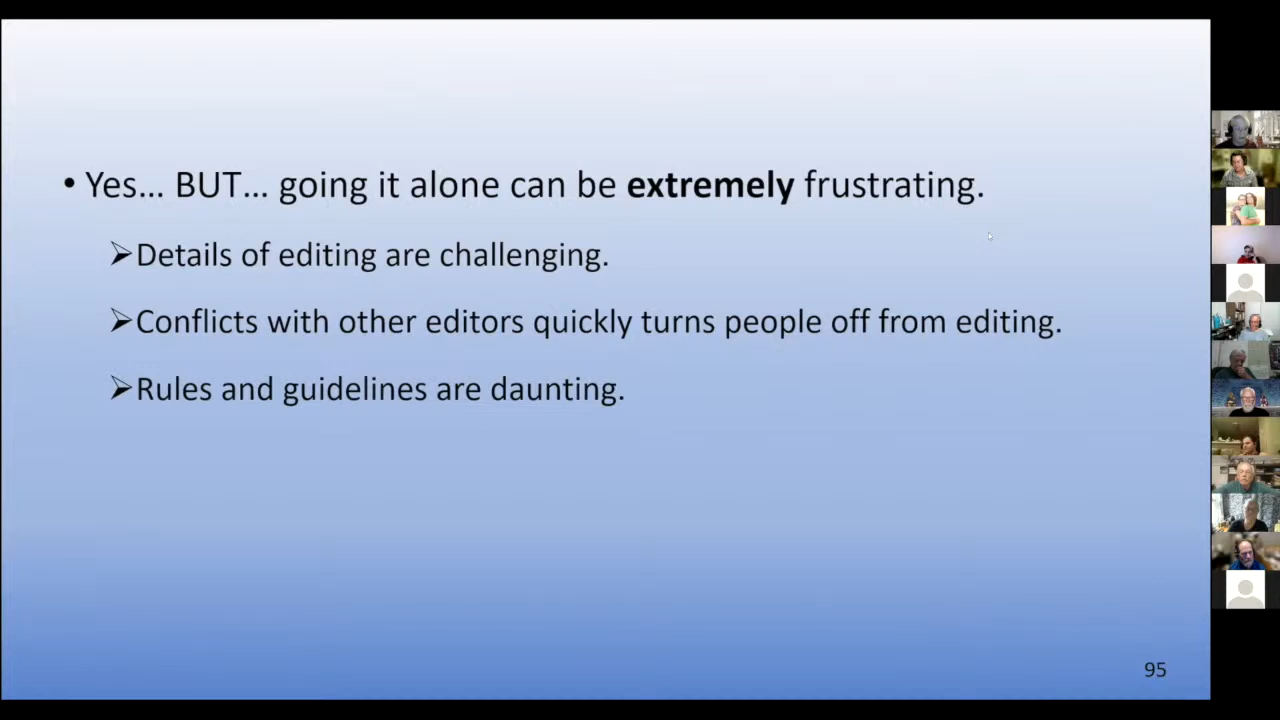 • Yes... BUT... going it alone can be extremely frustrating.
➢Details of editing are challenging.
➢Conflicts with other editors quickly turns people off from editing.
➢Rules and guidelines are daunting.
95